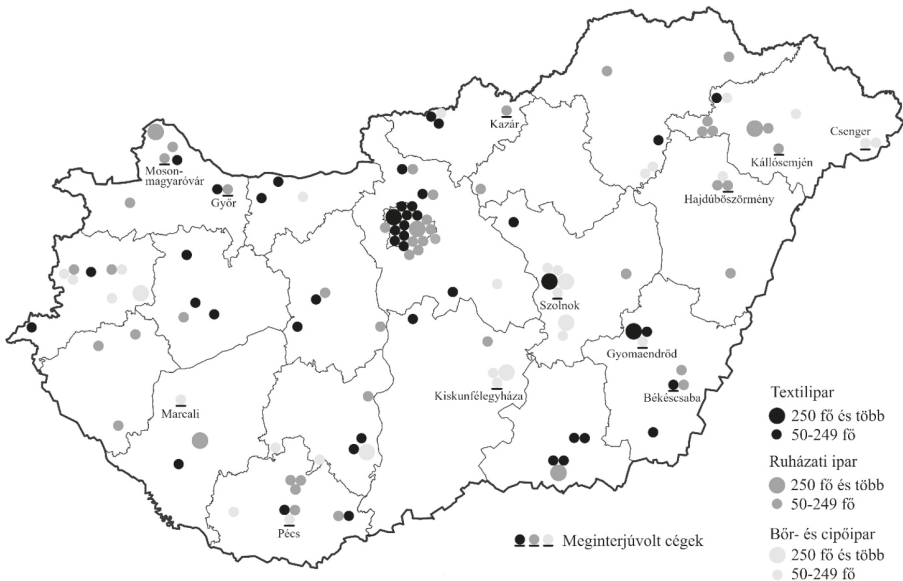 Kazár
Csenger
Moson-
magyaróvár
Kállósemjén
Győr
Hajdúböszörmény
Szolnok
Gyomaendrőd
Kiskunfélegyháza
Békéscsaba
Marcali
Pécs
Textilipar
250 fő és több
50-249 fő
Ruházati ipar
250 fő és több
50-249 fő
Bőr- és cipőipar
250 fő és több
50-249 fő
Meginterjúvolt cégek